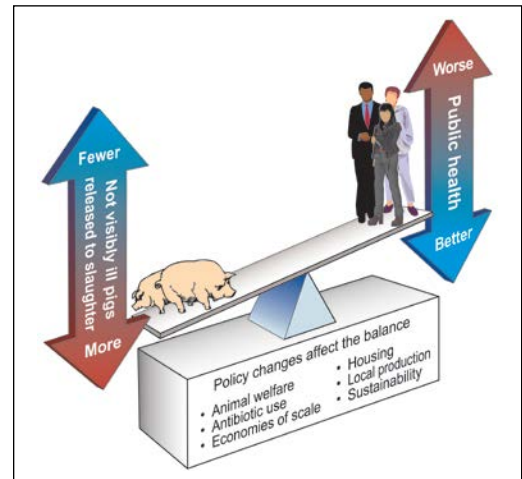 Worse
Public health
Better
Fewer
Not visibly ill pigs
released to slaughter
More
Policy changes affect the balance
• Animal welfare
• Antibiotic use
• Economies of scale
• Housing
• Local production
• Sustainability